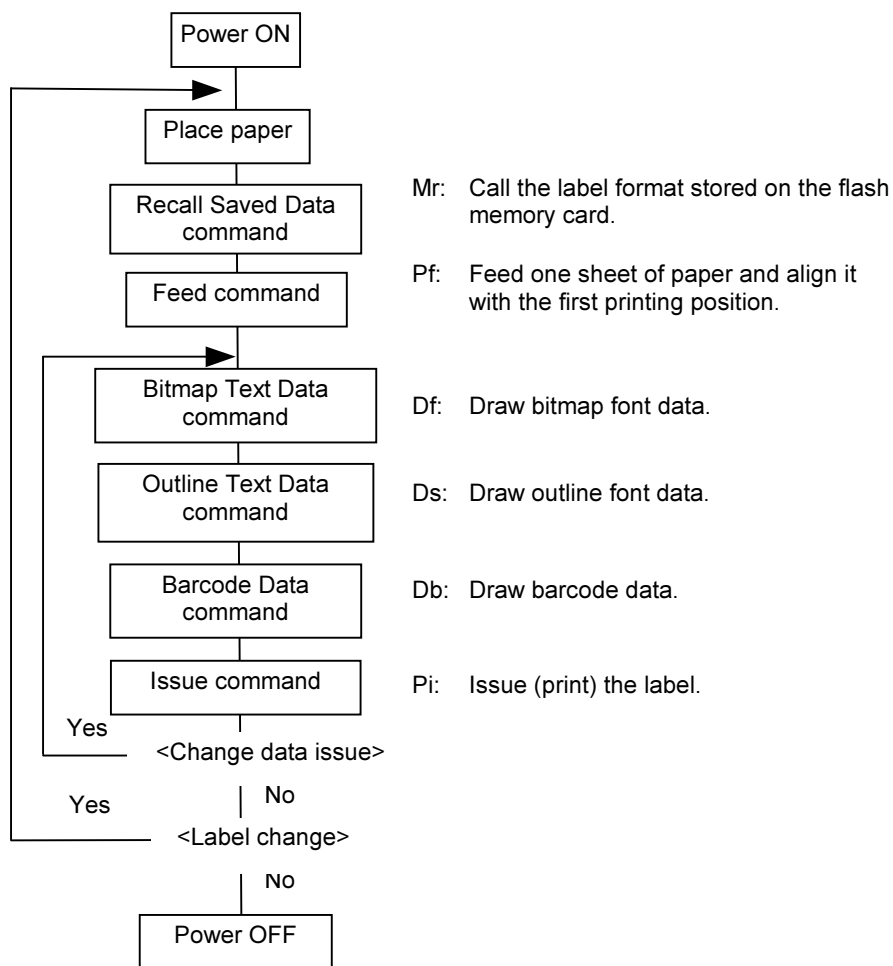 Power ON
Place paper
Recall Saved Data
command
Mr: Call the label format stored on the flash
memory card.
Feed command
Pf: Feed one sheet of paper and align it
with the first printing position.
Bitmap Text Data
command
Df: Draw bitmap font data.
Outline Text Data
command
Ds: Draw outline font data.
Barcode Data
command
Db: Draw barcode data.
Issue command
Pi: Issue (print) the label.
Yes
<Change data issue>
No
Yes
<Label change>
No
Power OFF